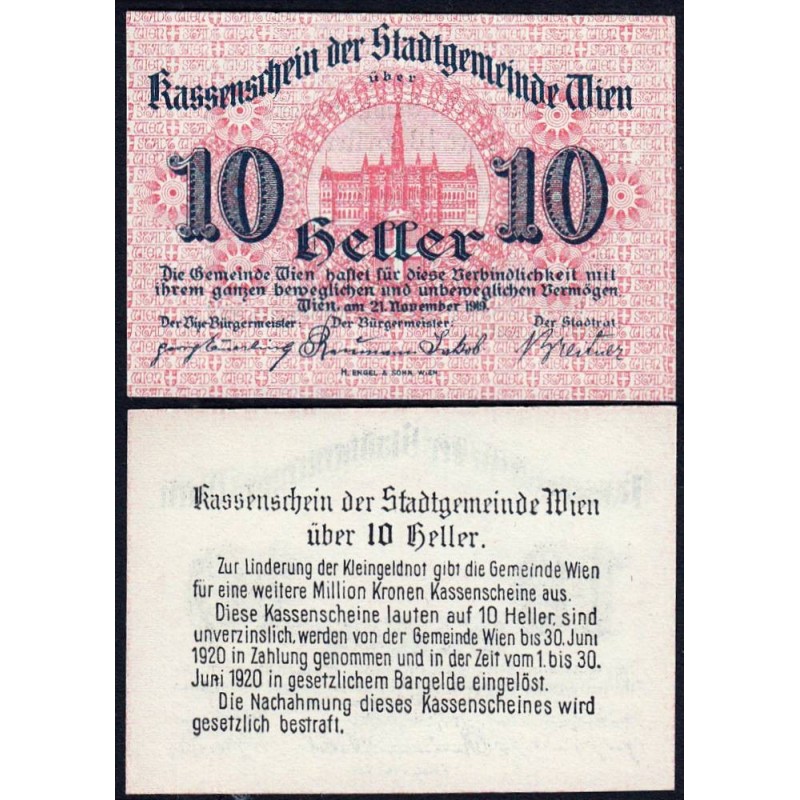 Kassenschein der Stadtgemeinde Wien
über
10 10
Heller
Die Gemeinde Wien haftet für diese Verbindlichkeit mit
ihrem ganzen beweglichen und unbeweglichen Vermögen.
Wien, am 21. November 1919.
Der Vize-Bürgermeister: Der Bürgermeister: Der Stadtrat:
Georg Emmerling Reumann Jakob Breitner
H. ENGEL & SOHN, WIEN.
Kassenschein der Stadtgemeinde Wien
über 10 Heller.
Zur Linderung der Kleingeldnot gibt die Gemeinde Wien
für eine weitere Million Kronen Kassenscheine aus.
Diese Kassenscheine lauten auf 10 Heller, sind
unverzinslich, werden von der Gemeinde Wien bis 30. Juni
1920 in Zahlung genommen und in der Zeit vom 1. bis 30.
Juni 1920 in gesetzlichem Bargelde eingelöst.
Die Nachahmung dieses Kassenscheines wird
gesetzlich bestraft.